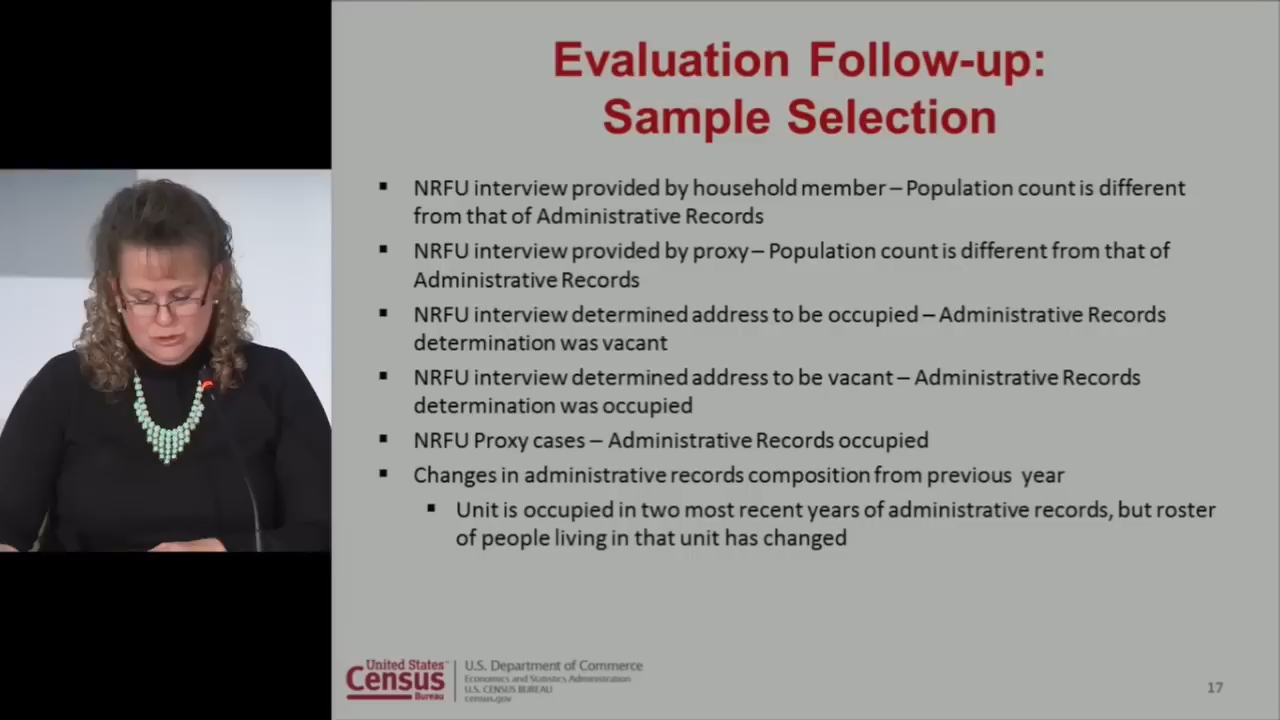 Evaluation Follow-up:
Sample Selection
▪ NRFU interview provided by household member – Population count is different
from that of Administrative Records
▪ NRFU interview provided by proxy – Population count is different from that of
Administrative Records
▪ NRFU interview determined address to be occupied – Administrative Records
determination was vacant
▪ NRFU interview determined address to be vacant – Administrative Records
determination was occupied
▪ NRFU Proxy cases – Administrative Records occupied
▪ Changes in administrative records composition from previous year
▪ Unit is occupied in two most recent years of administrative records, but roster
of people living in that unit has changed
United States
Census
Bureau
U.S. Department of Commerce
Economics and Statistics Administration
U.S. CENSUS BUREAU
census.gov
17